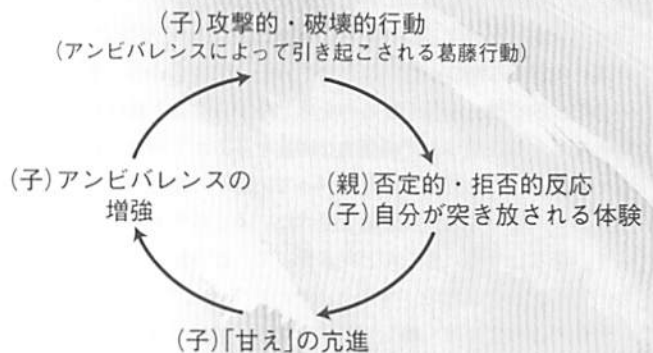 (子)攻撃的・破壊的行動
(アンビバレンスによって引き起こされる葛藤行動)
(子)アンビバレンスの
増強
(親)否定的・拒否的反応
(子)自分が突き放される体験
(子)「甘え」の亢進